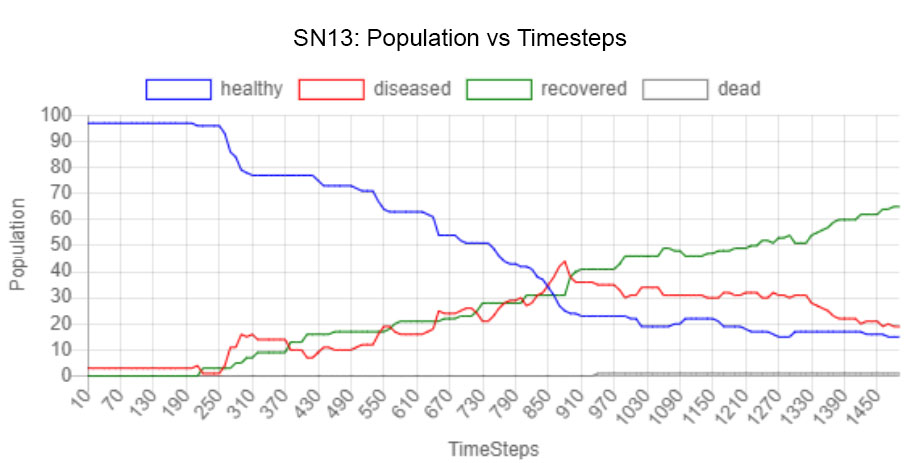 SN13: Population vs Timesteps
healthy diseased recovered dead
100
90
80
70
60
50
40
30
20
10
0
Population
10 70 130 190 250 310 370 430 490 550 610 670 730 790 850 910 970 1030 1090 1150 1210 1270 1330 1390 1450
TimeSteps